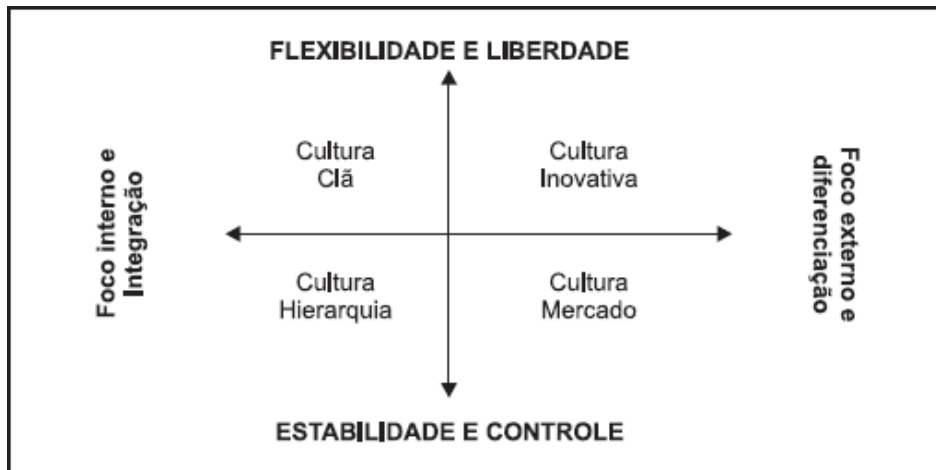 FLEXIBILIDADE E LIBERDADE
Foco interno e
Integração
Cultura
Clã
Cultura
Inovativa
Foco externo e
diferenciação
Cultura
Hierarquia
Cultura
Mercado
ESTABILIDADE E CONTROLE